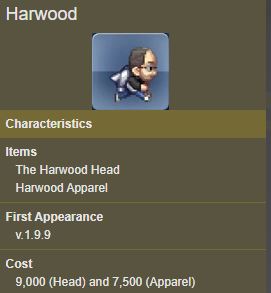 Harwood
Characteristics
Items
The Harwood Head
Harwood Apparel
First Appearance
v.1.9.9
Cost
9,000 (Head) and 7,500 (Apparel)